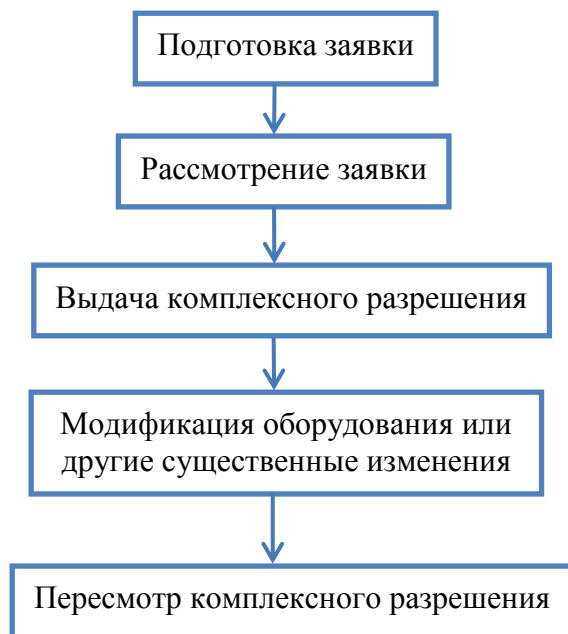 Подготовка заявки
Рассмотрение заявки
Выдача комплексного разрешения
Модификация оборудования или
другие существенные изменения
Пересмотр комплексного разрешения